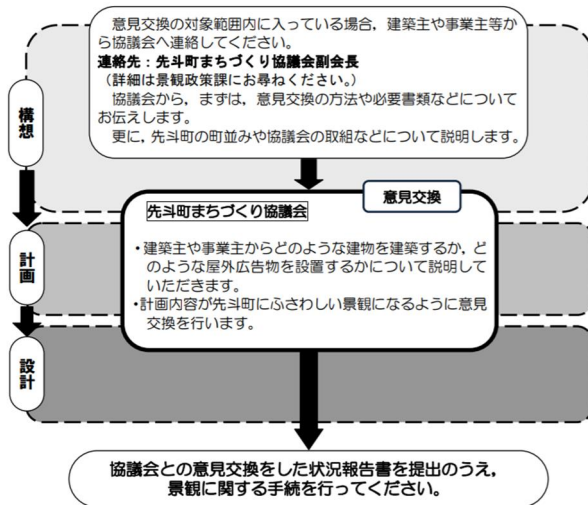 意見交換の対象範囲内に入っている場合，建築主や事業主等か
ら協議会へ連絡してください。
連絡先：先斗町まちづくり協議会副会長
（詳細は景観政策課にお尋ねください。）
協議会から，まずは，意見交換の方法や必要書類などについて
お伝えします。
更に，先斗町の町並みや協議会の取組などについて説明します。
構想
意見交換
先斗町まちづくり協議会
・建築主や事業主からどのような建物を建築するか，ど
のような屋外広告物を設置するかについて説明して
いただきます。
・計画内容が先斗町にふさわしい景観になるように意見
交換を行います。
計画
設計
協議会との意見交換をした状況報告書を提出のうえ，
景観に関する手続を行ってください。